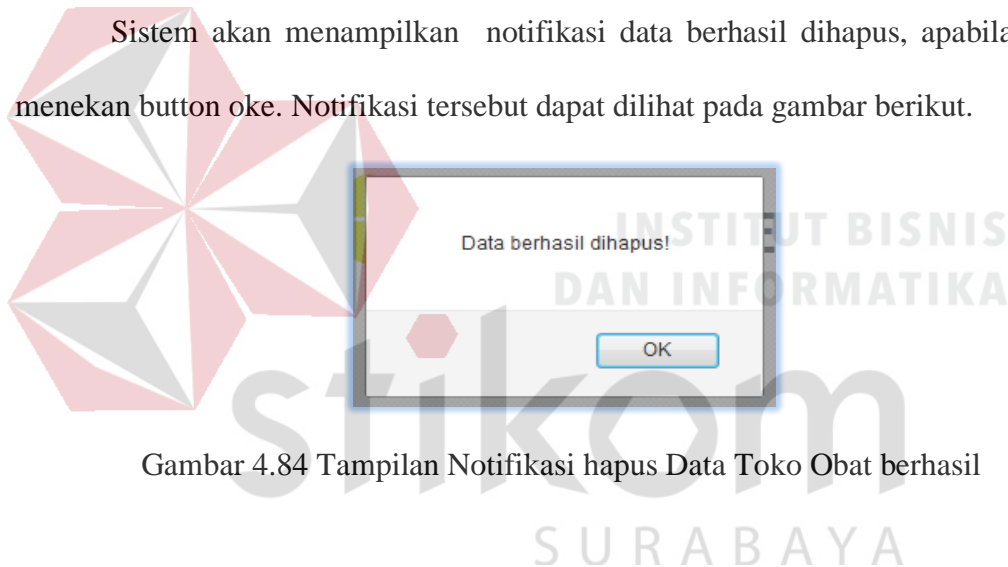 Sistem akan menampilkan notifikasi data berhasil dihapus, apabila
menekan button oke. Notifikasi tersebut dapat dilihat pada gambar berikut.
INSTITUT BISNIS
DAN INFORMATIKA
Data berhasil dihapus!
OK
stikom
Gambar 4.84 Tampilan Notifikasi hapus Data Toko Obat berhasil
SURABAYA